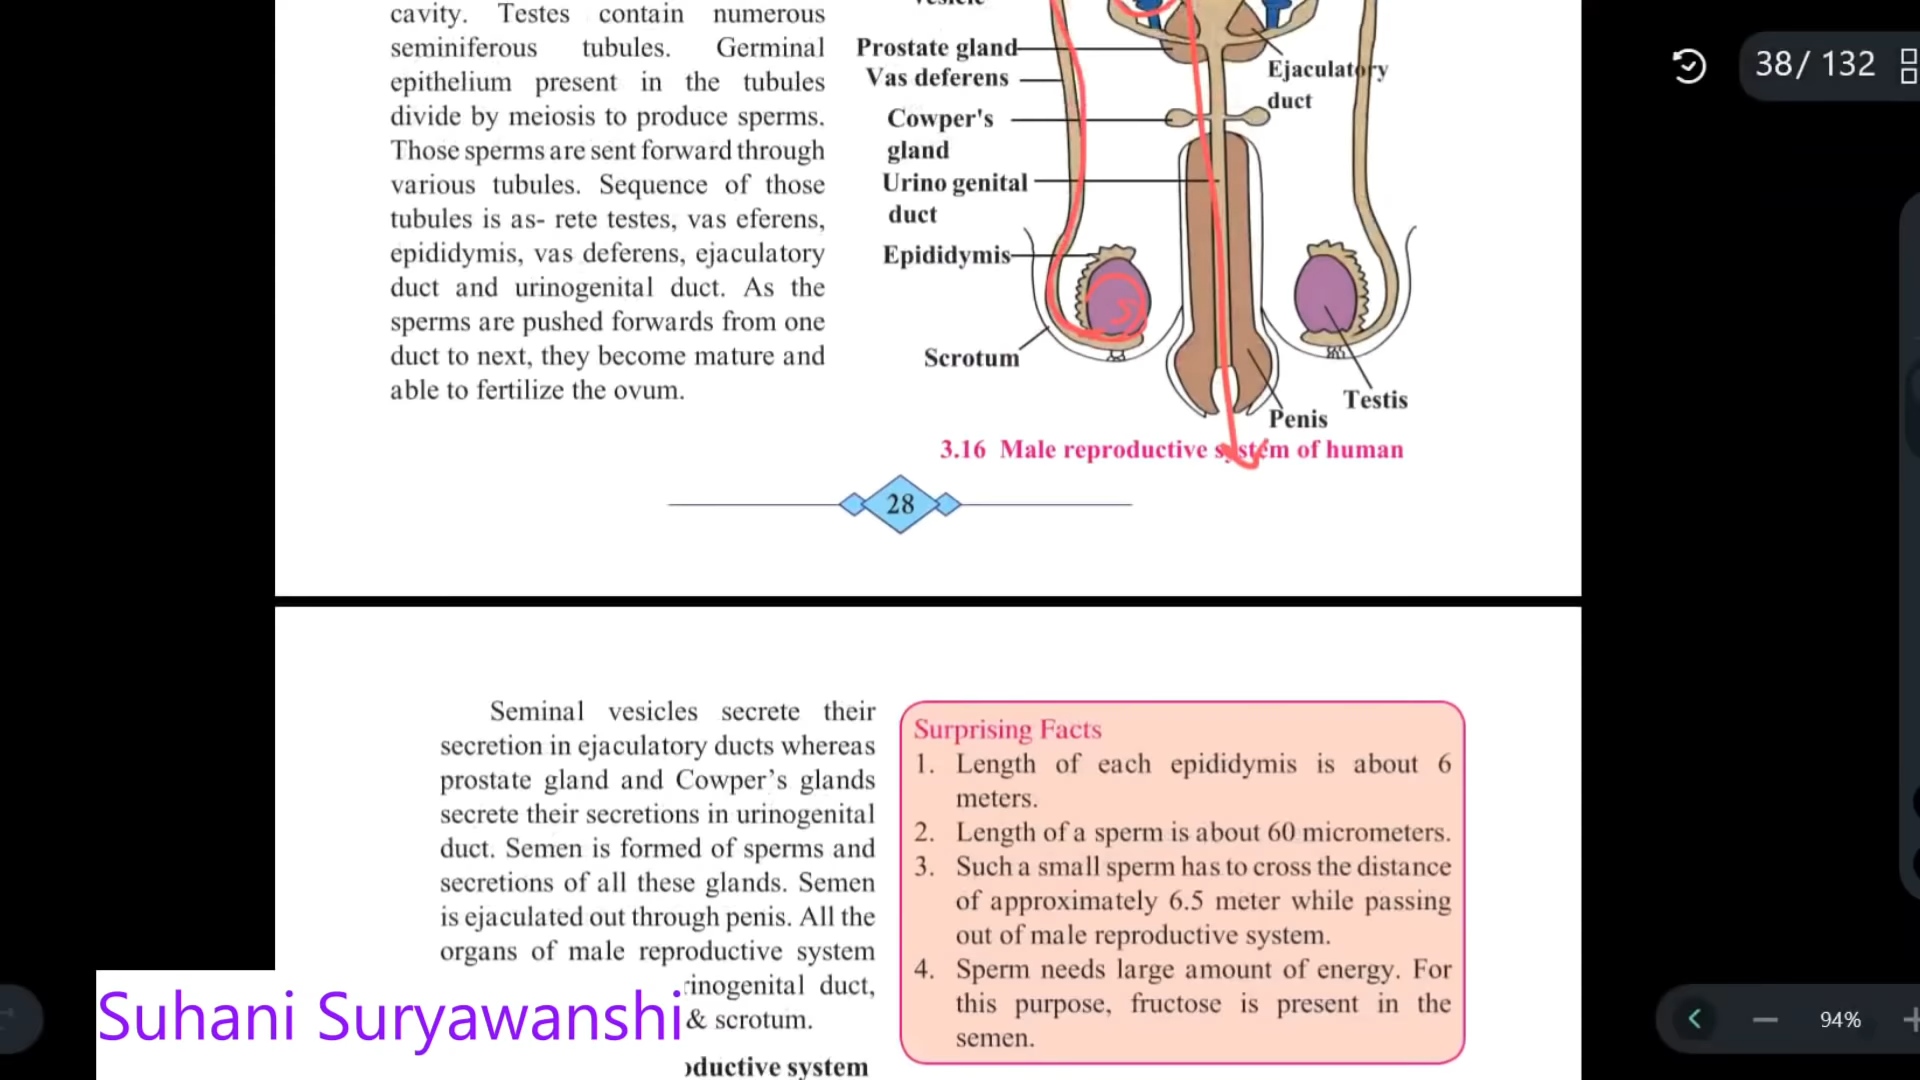 cavity. Testes contain numerous
seminiferous tubules. Germinal
epithelium present in the tubules
divide by meiosis to produce sperms.
Those sperms are sent forward through
various tubules. Sequence of those
tubules is as- rete testes, vas eferens,
epididymis, vas deferens, ejaculatory
duct and urinogenital duct. As the
sperms are pushed forwards from one
duct to next, they become mature and
able to fertilize the ovum.
Prostate gland
Vas deferens
Cowper's
gland
Urino genital
duct
Epididymis
Scrotum
Ejaculatory
duct
Testis
Penis
3.16 Male reproductive system of human
28
38/ 132
Seminal vesicles secrete their
secretion in ejaculatory ducts whereas
prostate gland and Cowper’s glands
secrete their secretions in urinogenital
duct. Semen is formed of sperms and
secretions of all these glands. Semen
is ejaculated out through penis. All the
organs of male reproductive system
rinogenital duct,
& scrotum.
oductive system
Surprising Facts
1. Length of each epididymis is about 6
meters.
2. Length of a sperm is about 60 micrometers.
3. Such a small sperm has to cross the distance
of approximately 6.5 meter while passing
out of male reproductive system.
4. Sperm needs large amount of energy. For
this purpose, fructose is present in the
semen.
Suhani Suryawanshi
94%